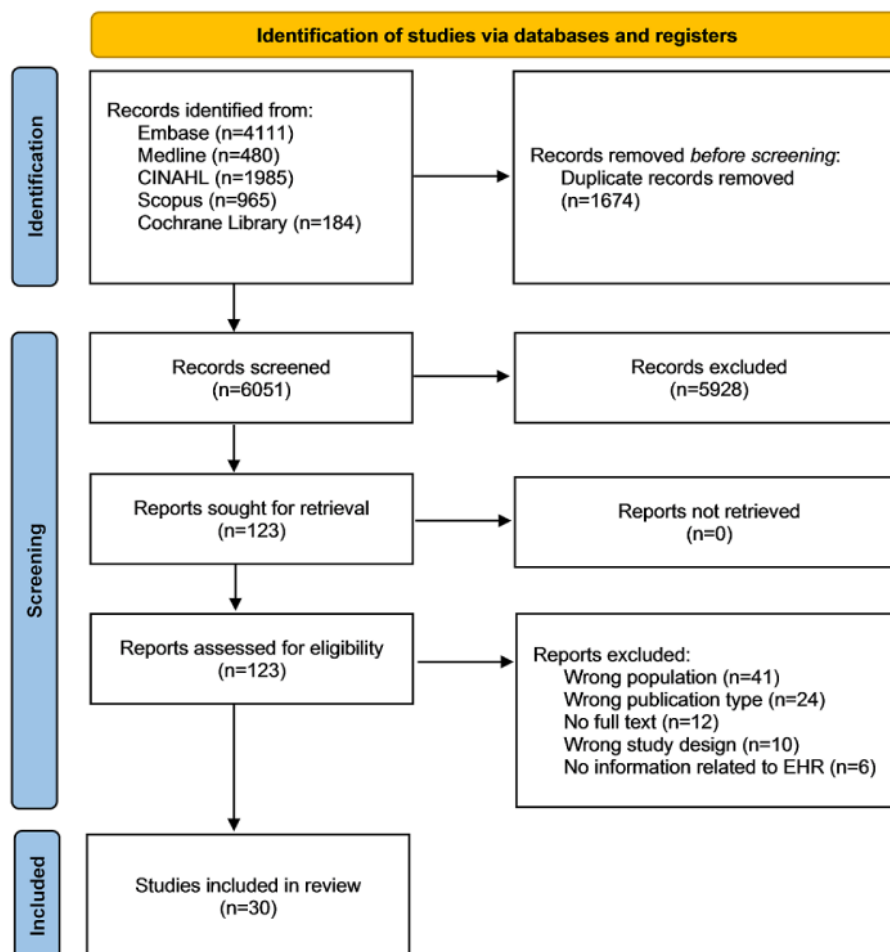 Identification of studies via databases and registers
Identification
Records identified from:
Embase (n=4111)
Medline (n=480)
CINAHL (n=1985)
Scopus (n=965)
Cochrane Library (n=184)
Records removed before screening:
Duplicate records removed
(n=1674)
Screening
Records screened
(n=6051)
Records excluded
(n=5928)
Reports sought for retrieval
(n=123)
Reports not retrieved
(n=0)
Reports assessed for eligibility
(n=123)
Reports excluded:
Wrong population (n=41)
Wrong publication type (n=24)
No full text (n=12)
Wrong study design (n=10)
No information related to EHR (n=6)
Included
Studies included in review
(n=30)